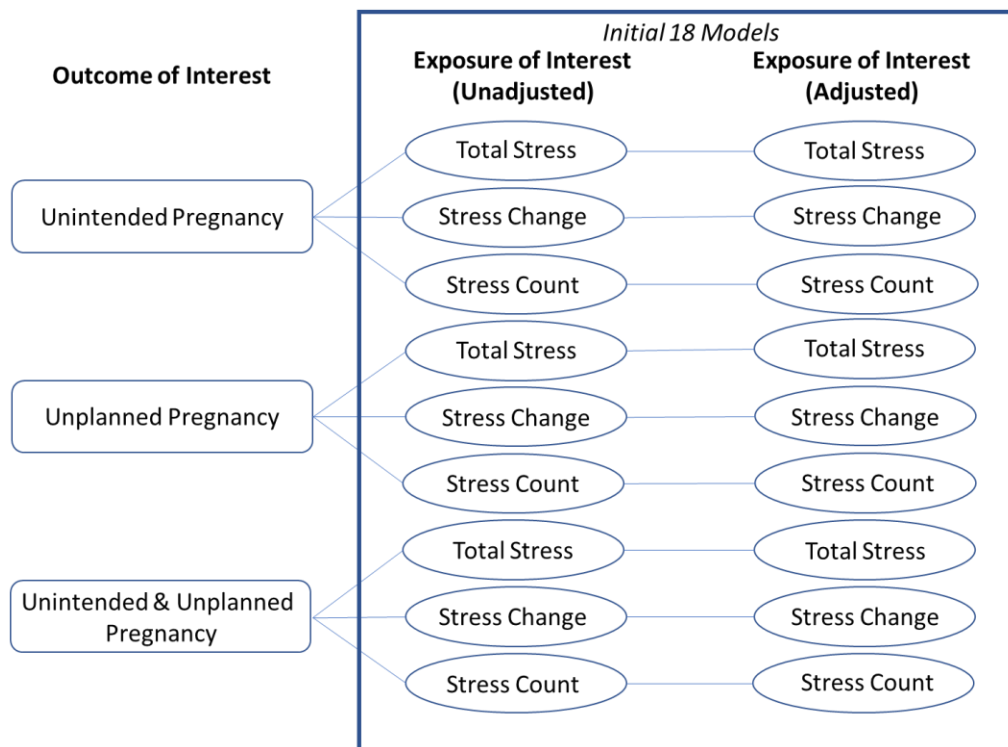 Initial 18 Models
Outcome of Interest
Exposure of Interest
(Unadjusted)
Exposure of Interest
(Adjusted)
Unintended Pregnancy
Total Stress
Total Stress
Stress Change
Stress Change
Stress Count
Stress Count
Unplanned Pregnancy
Total Stress
Total Stress
Stress Change
Stress Change
Stress Count
Stress Count
Unintended & Unplanned
Pregnancy
Total Stress
Total Stress
Stress Change
Stress Change
Stress Count
Stress Count